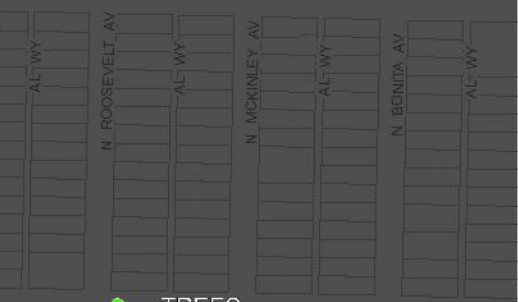 AL WY
N ROOSEVELT AV
AL WY
N MCKINLEY AV
AL WY
N BONITA AV
AL WY
TREES